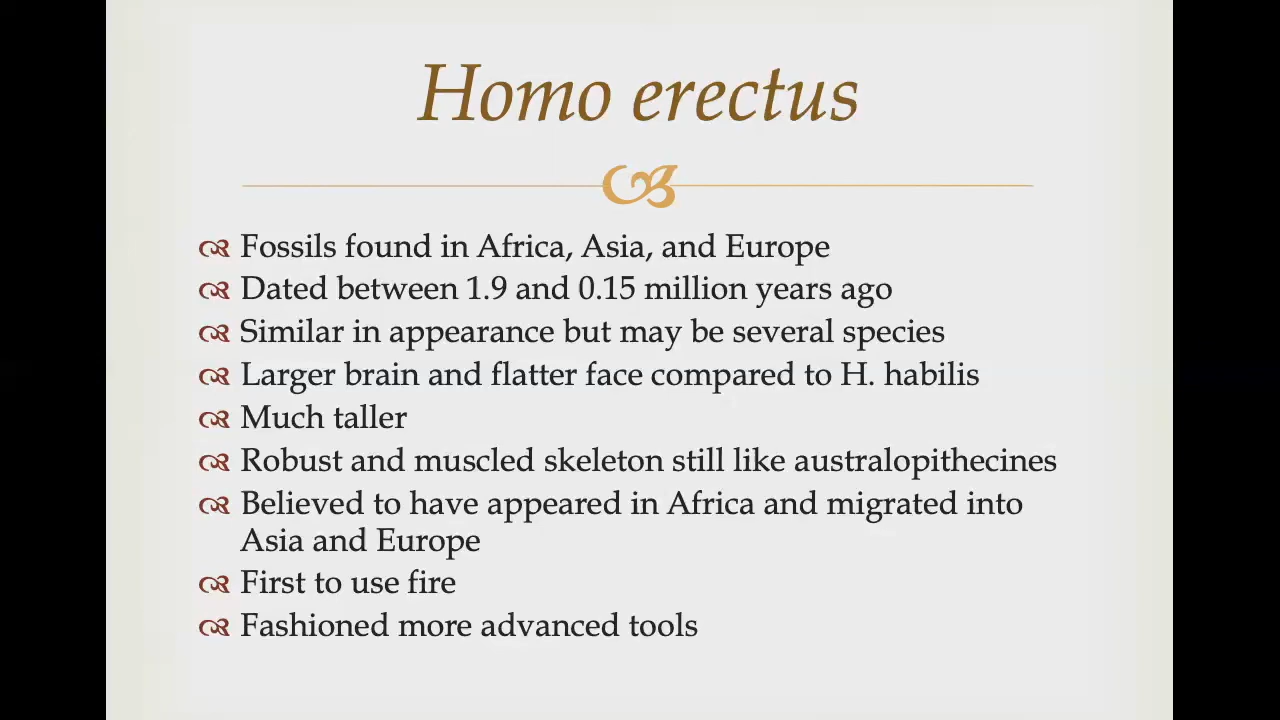 Homo erectus
Fossils found in Africa, Asia, and Europe
Dated between 1.9 and 0.15 million years ago
Similar in appearance but may be several species
Larger brain and flatter face compared to H. habilis
Much taller
Robust and muscled skeleton still like australopithecines
Believed to have appeared in Africa and migrated into
Asia and Europe
First to use fire
Fashioned more advanced tools